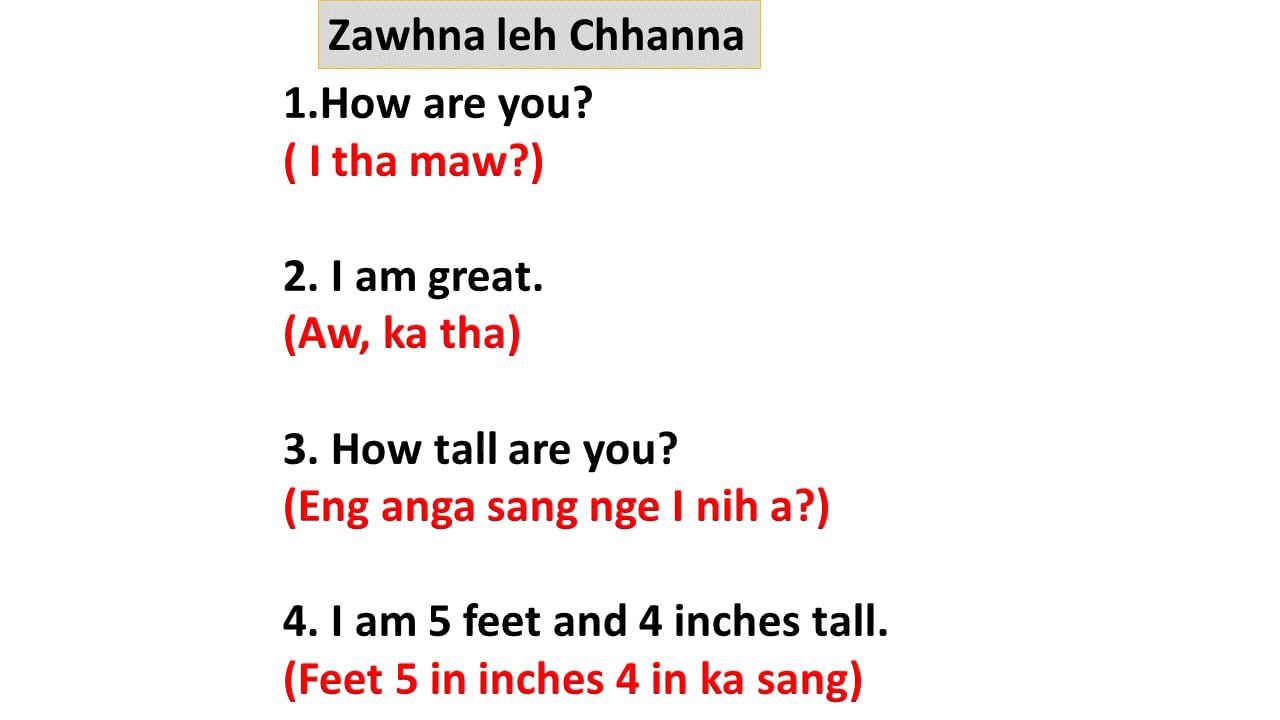 Zawhna leh Chhanna
1.How are you?
( I tha maw?)
2. I am great.
(Aw, ka tha)
3. How tall are you?
(Eng anga sang nge I nih a?)
4. I am 5 feet and 4 inches tall.
(Feet 5 in inches 4 in ka sang)